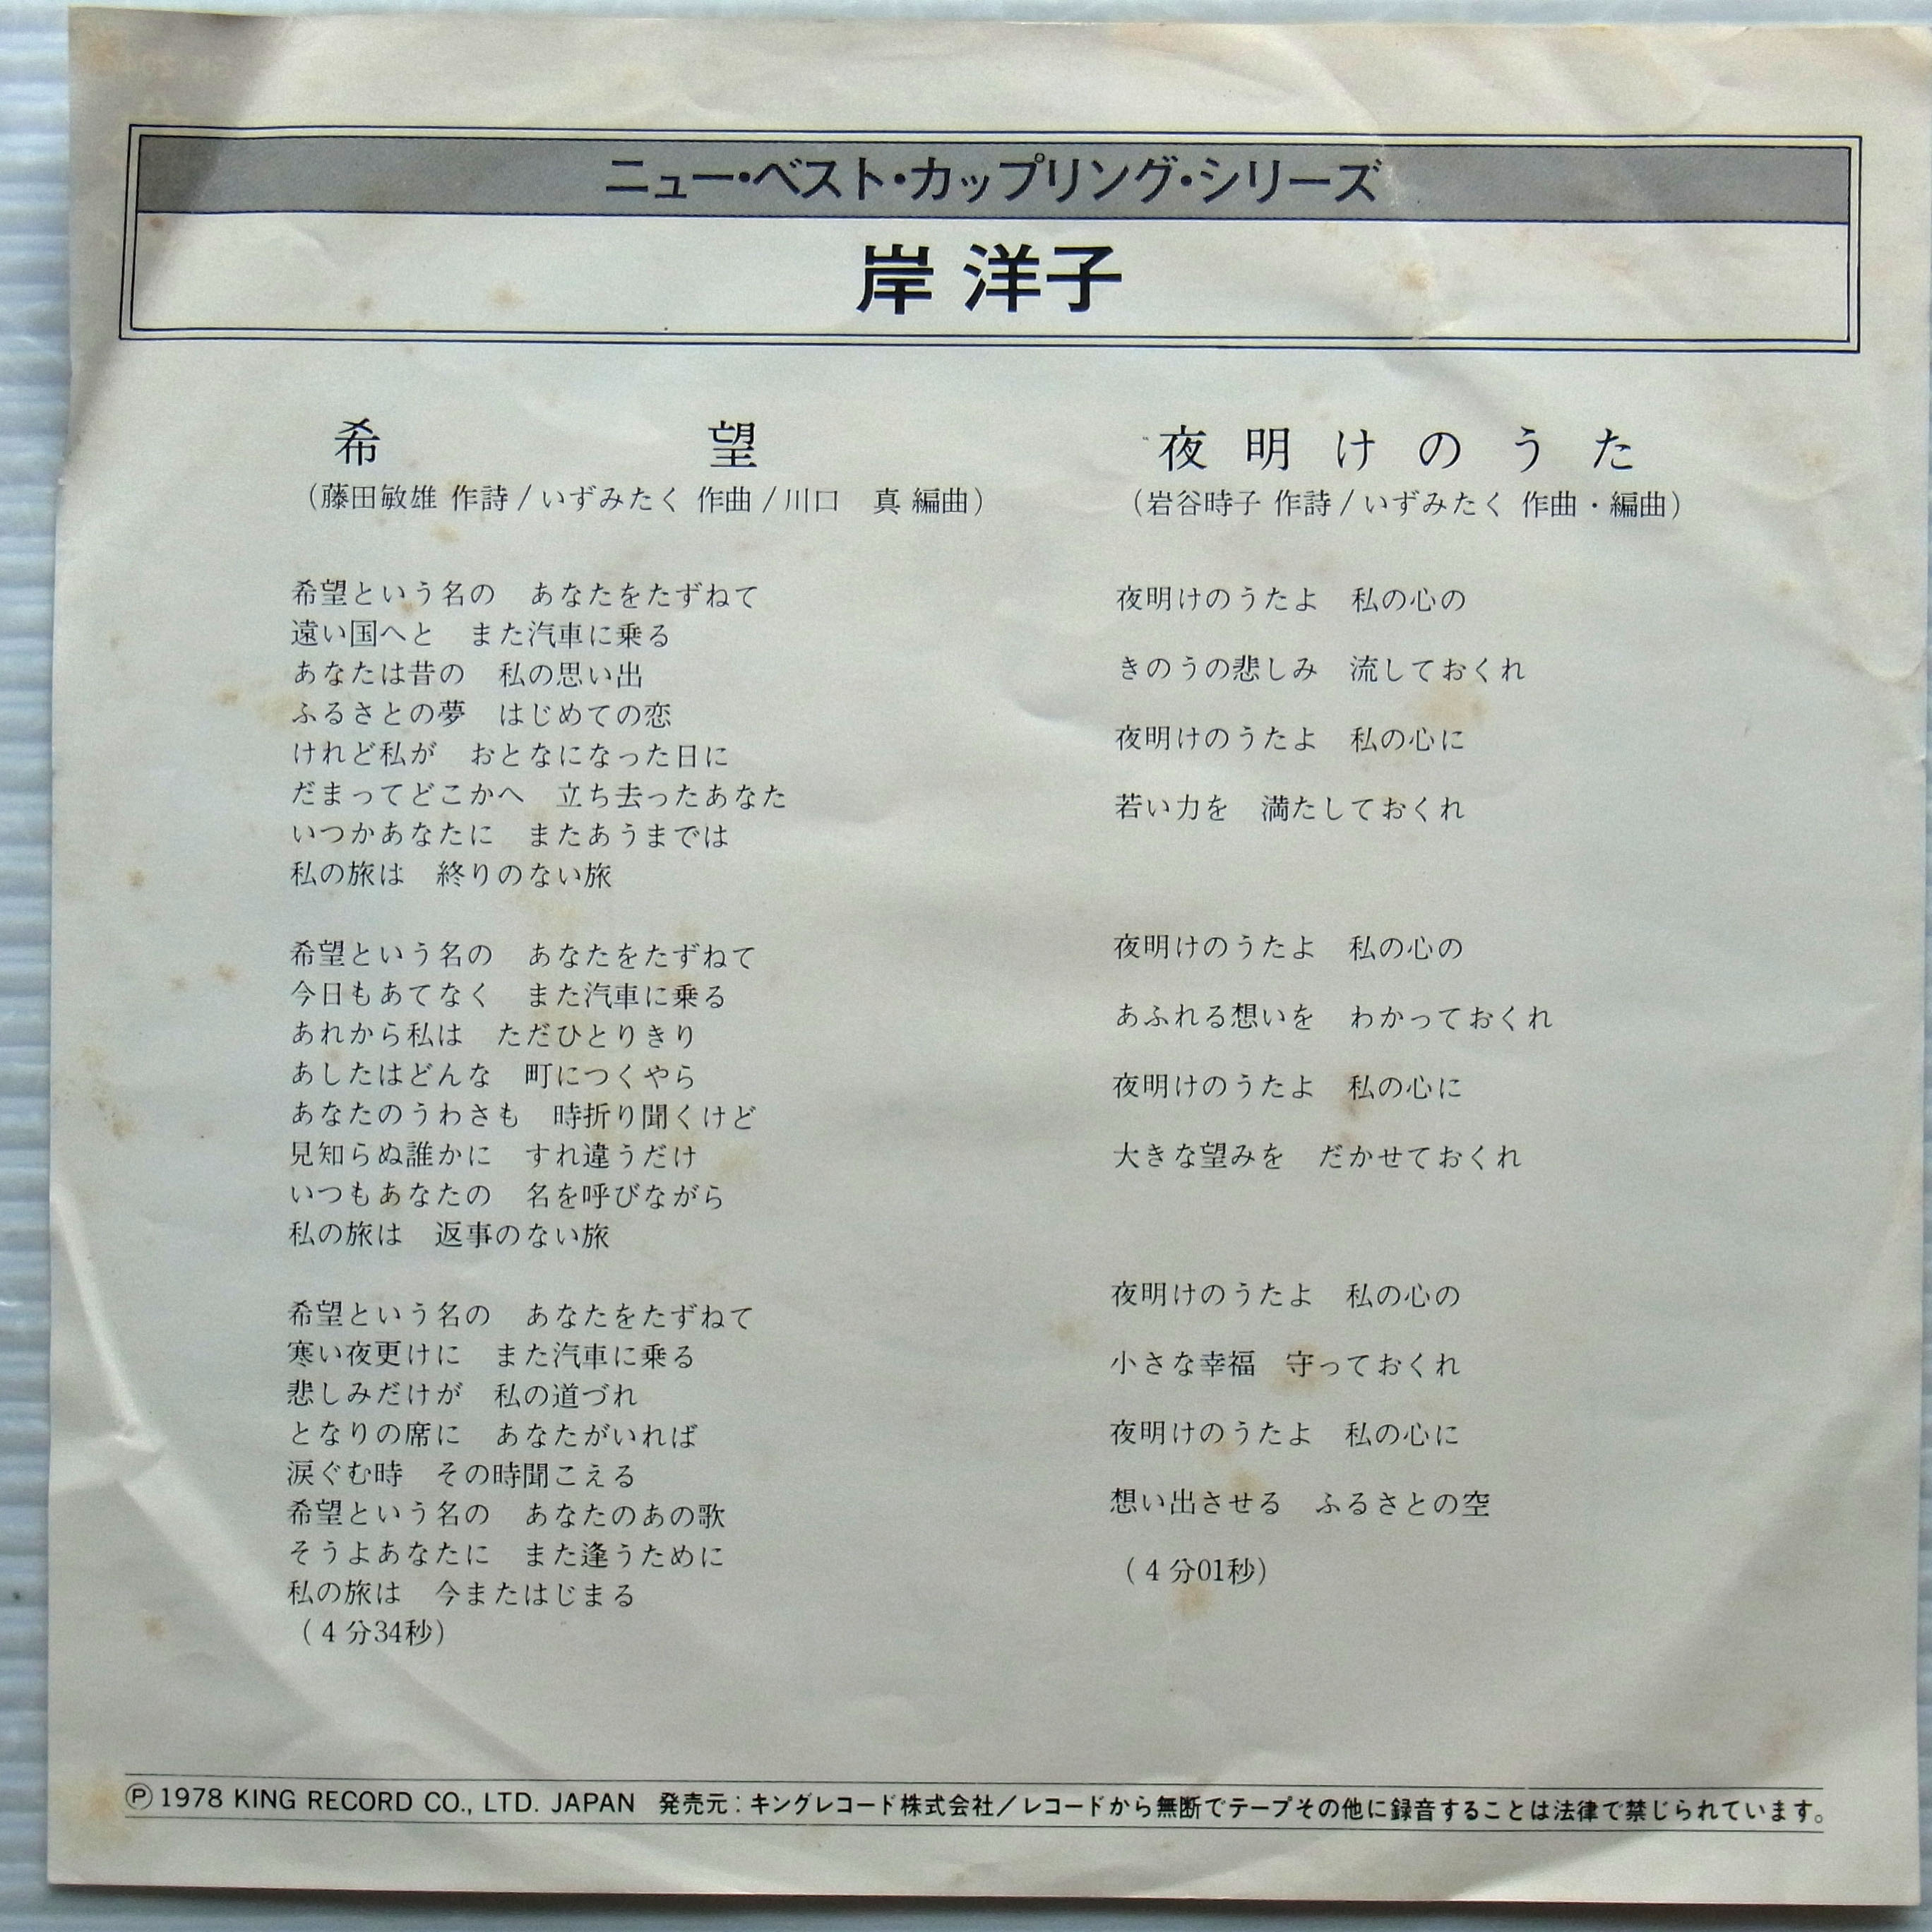 ニュー・ベスト・カップリング・シリーズ
岸 洋子
希望
(藤田敏雄 作詩/いずみたく 作曲/川口 真 編曲)
希望という名の あなたをたずねて
遠い国へと また汽車に乗る
あなたは昔の 私の思い出
ふるさとの夢 はじめての恋
けれど私が おとなになった日に
だまってどこかへ 立ち去ったあなた
いつかあなたに またあうまでは
私の旅は 終りのない旅
希望という名の あなたをたずねて
今日もあてなく また汽車に乗る
あれから私は ただひとりきり
あしたはどんな 町につくやら
あなたのうわさも 時折り聞くけど
見知らぬ誰かに すれ違うだけ
いつもあなたの 名を呼びながら
私の旅は 返事のない旅
希望という名の あなたをたずねて
寒い夜更けに また汽車に乗る
悲しみだけが 私の道づれ
となりの席に あなたがいれば
涙ぐむ時 その時聞こえる
希望という名の あなたのあの歌
そうよあなたに また逢うために
私の旅は 今またはじまる
(4分34秒)
夜明けのうた
(岩谷時子 作詩/いずみたく 作曲・編曲)
夜明けのうたよ 私の心の
きのうの悲しみ 流しておくれ
夜明けのうたよ 私の心に
若い力を 満たしておくれ
夜明けのうたよ 私の心の
あふれる想いを わかっておくれ
夜明けのうたよ 私の心に
大きな望みを だかせておくれ
夜明けのうたよ 私の心の
小さな幸福 守っておくれ
夜明けのうたよ 私の心に
想い出させる ふるさとの空
(4分01秒)
Ⓟ1978 KING RECORD CO., LTD. JAPAN 発売元:キングレコード株式会社/レコードから無断でテープその他に録音することは法律で禁じられています。